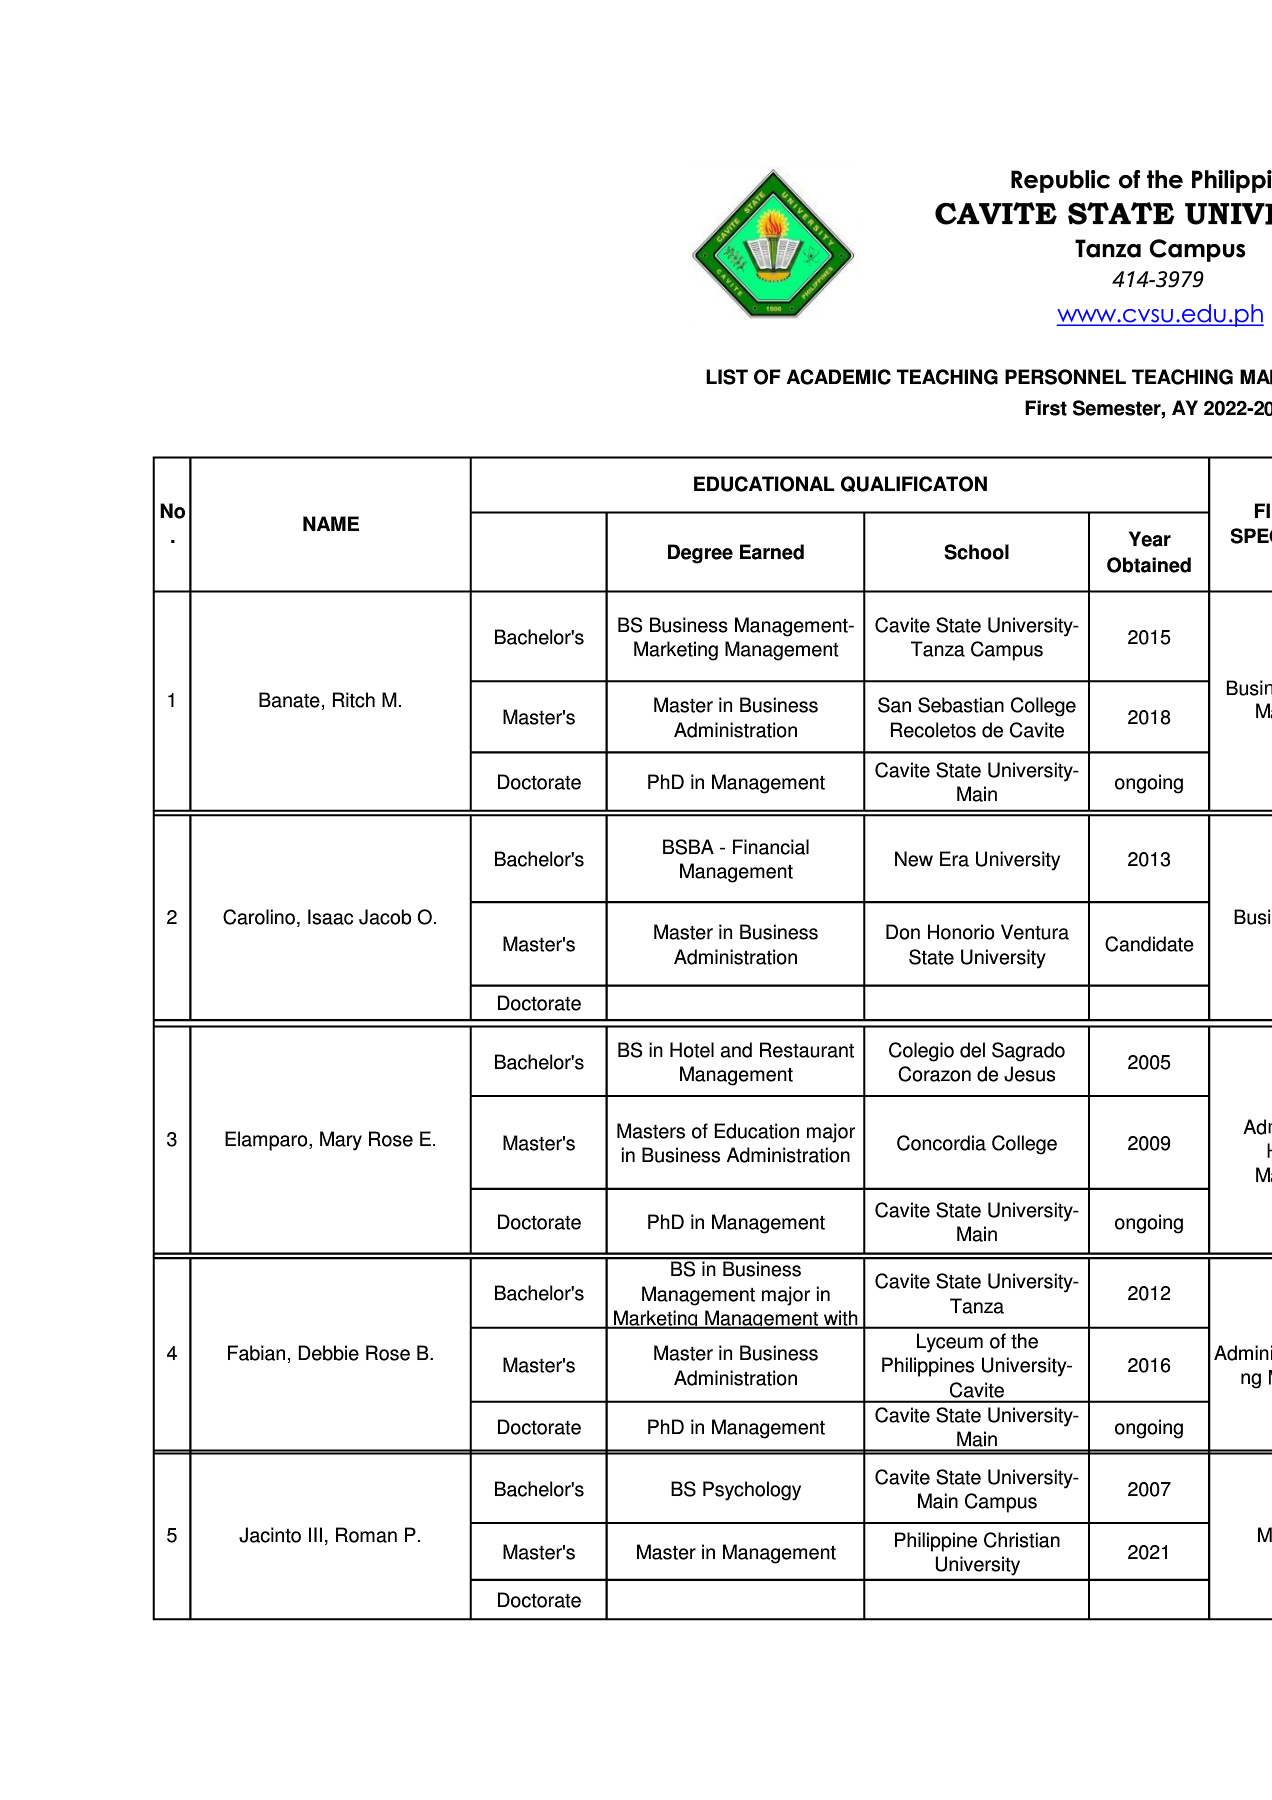 Republic of the Philippi
CAVITE STATE UNIVE
Tanza Campus
414-3979
www.cvsu.edu.ph
CAVITE STATE UNIVERSITY
CAVITE PHILIPPINES
1906
LIST OF ACADEMIC TEACHING PERSONNEL TEACHING MA
First Semester, AY 2022-20
No
.
NAME
EDUCATIONAL QUALIFICATON
Degree Earned
School
Year
Obtained
FI
SPE
1
Banate, Ritch M.
Bachelor's
BS Business Management-
Marketing Management
Cavite State University-
Tanza Campus
2015
Master's
Master in Business
Administration
San Sebastian College
Recoletos de Cavite
2018
Doctorate
PhD in Management
Cavite State University-
Main
ongoing
Busin
Ma
2
Carolino, Isaac Jacob O.
Bachelor's
BSBA - Financial
Management
New Era University
2013
Master's
Master in Business
Administration
Don Honorio Ventura
State University
Candidate
Doctorate
Busi
3
Elamparo, Mary Rose E.
Bachelor's
BS in Hotel and Restaurant
Management
Colegio del Sagrado
Corazon de Jesus
2005
Master's
Masters of Education major
in Business Administration
Concordia College
2009
Doctorate
PhD in Management
Cavite State University-
Main
ongoing
Adm
H
Ma
4
Fabian, Debbie Rose B.
Bachelor's
BS in Business
Management major in
Marketing Management with
Cavite State University-
Tanza
2012
Master's
Master in Business
Administration
Lyceum of the
Philippines University-
Cavite
2016
Doctorate
PhD in Management
Cavite State University-
Main
ongoing
Admini
ng M
5
Jacinto III, Roman P.
Bachelor's
BS Psychology
Cavite State University-
Main Campus
2007
Master's
Master in Management
Philippine Christian
University
2021
Doctorate
M